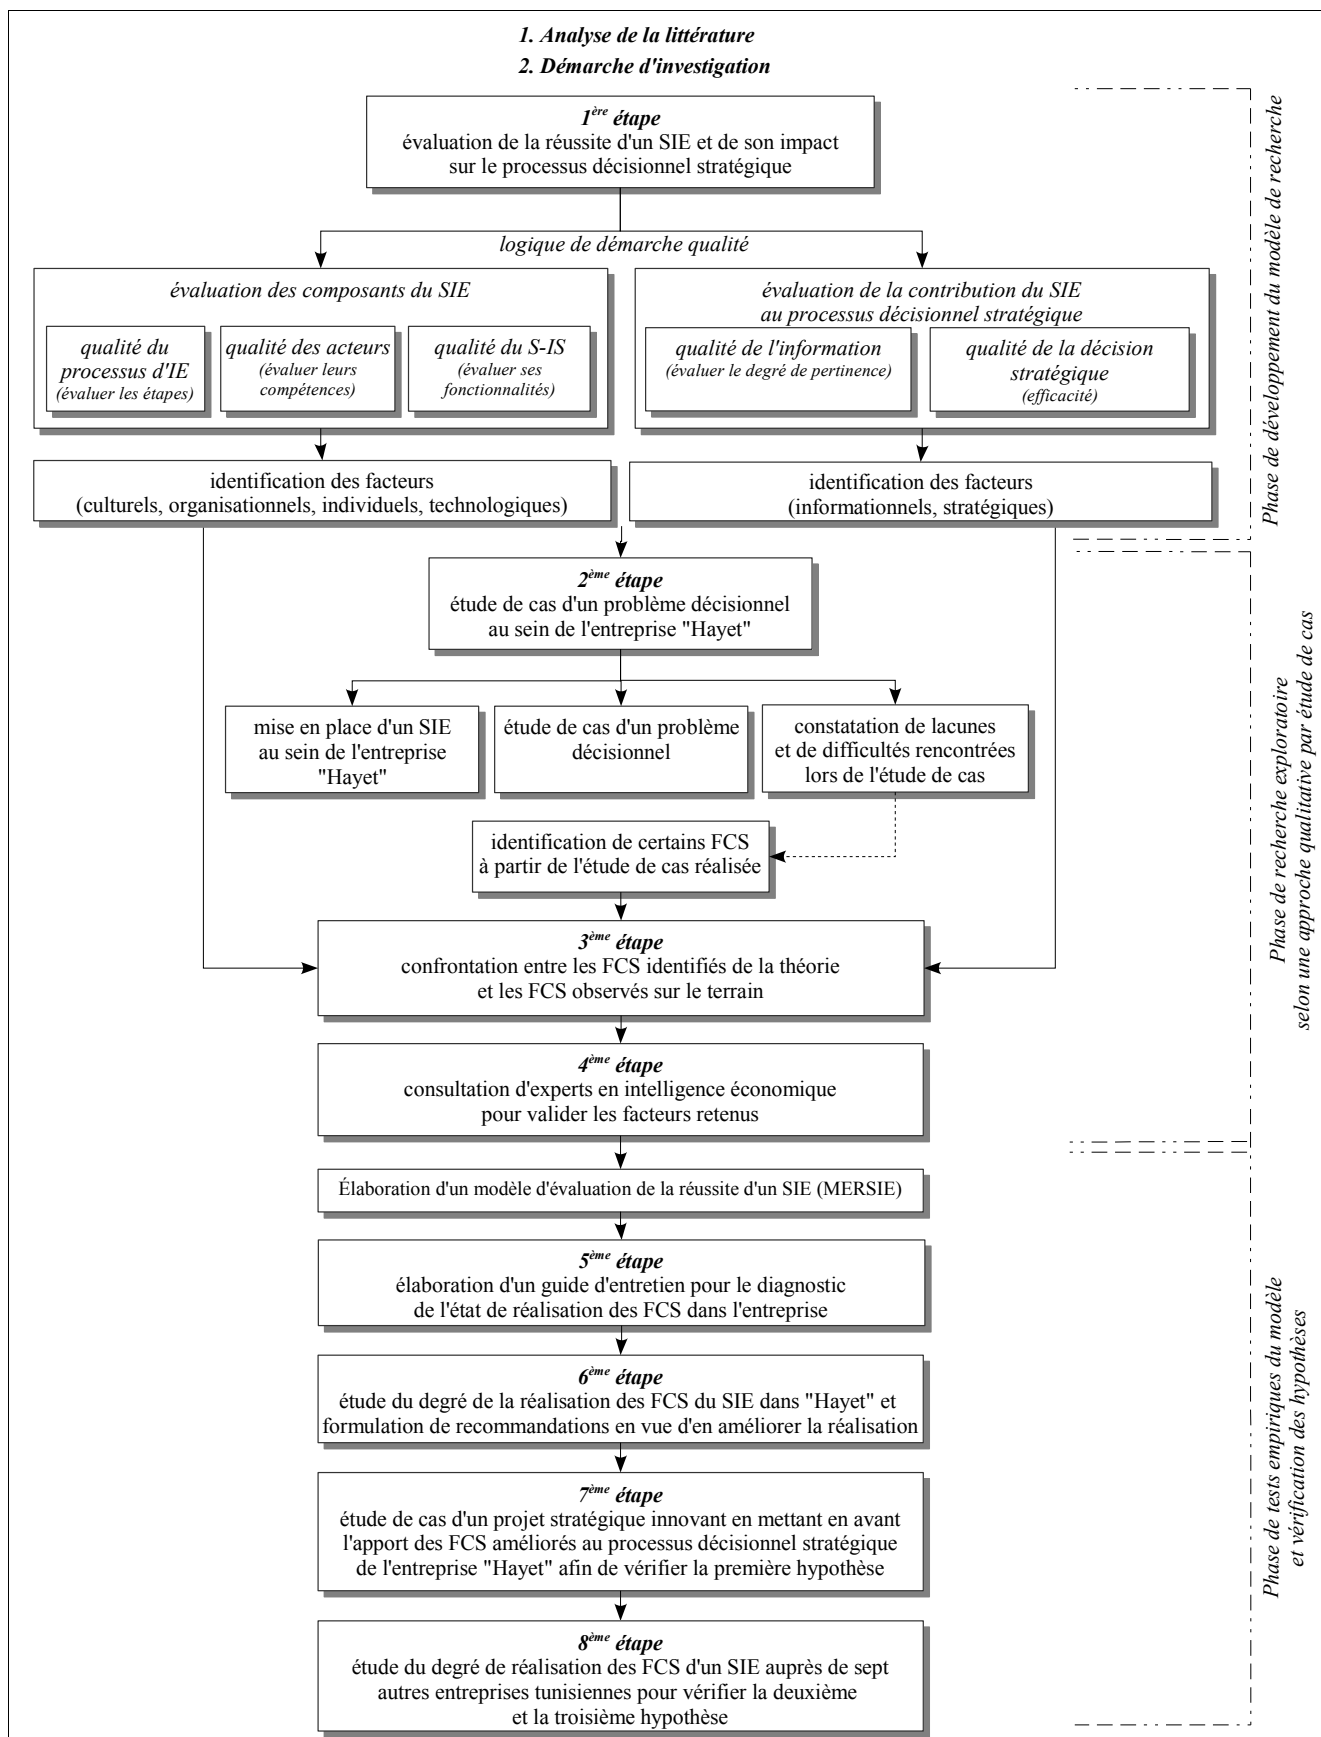 1. Analyse de la littérature
2. Démarche d'investigation
1ère étape
évaluation de la réussite d'un SIE et de son impact
sur le processus décisionnel stratégique
logique de démarche qualité
évaluation des composants du SIE
qualité du
processus d'IE
(évaluer les étapes)
qualité des acteurs
(évaluer leurs
compétences)
qualité du S-IS
(évaluer ses
fonctionnalités)
évaluation de la contribution du SIE
au processus décisionnel stratégique
qualité de l'information
(évaluer le degré de pertinence)
qualité de la décision
stratégique
(efficacité)
identification des facteurs
(culturels, organisationnels, individuels, technologiques)
identification des facteurs
(informationnels, stratégiques)
Phase de développement du modèle de recherche
2ème étape
étude de cas d'un problème décisionnel
au sein de l'entreprise "Hayet"
mise en place d'un SIE
au sein de l'entreprise
"Hayet"
étude de cas d'un problème
décisionnel
constatation de lacunes
et de difficultés rencontrées
lors de l'étude de cas
identification de certains FCS
à partir de l'étude de cas réalisée
3ème étape
confrontation entre les FCS identifiés de la théorie
et les FCS observés sur le terrain
4ème étape
consultation d'experts en intelligence économique
pour valider les facteurs retenus
Phase de recherche exploratoire
selon une approche qualitative par étude de cas
Élaboration d'un modèle d'évaluation de la réussite d'un SIE (MERSIE)
5ème étape
élaboration d'un guide d'entretien pour le diagnostic
de l'état de réalisation des FCS dans l'entreprise
6ème étape
étude du degré de la réalisation des FCS du SIE dans "Hayet" et
formulation de recommandations en vue d'en améliorer la réalisation
7ème étape
étude de cas d'un projet stratégique innovant en mettant en avant
l'apport des FCS améliorés au processus décisionnel stratégique
de l'entreprise "Hayet" afin de vérifier la première hypothèse
8ème étape
étude du degré de réalisation des FCS d'un SIE auprès de sept
autres entreprises tunisiennes pour vérifier la deuxième
et la troisième hypothèse
Phase de tests empiriques du modèle
et vérification des hypothèses